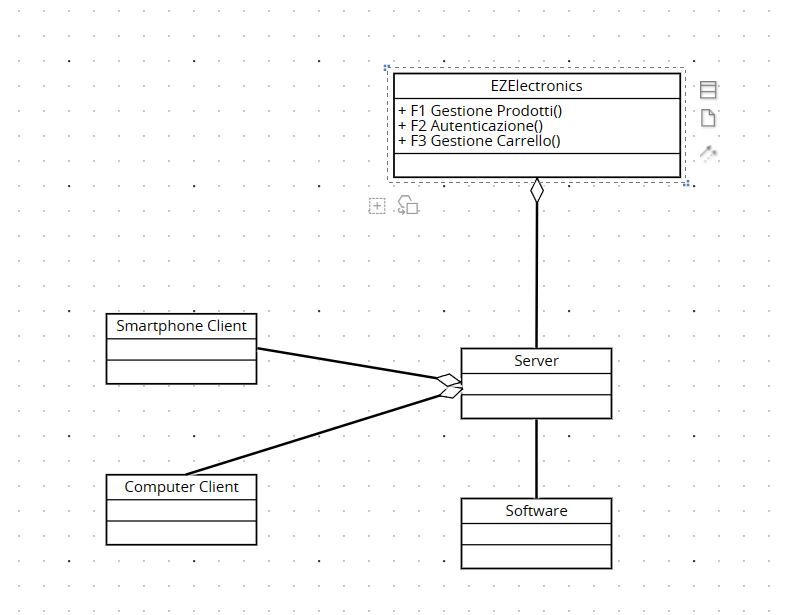 EZElectronics
+ F1 Gestione Prodotti()
+ F2 Autenticazione()
+ F3 Gestione Carrello()
Smartphone Client
Server
Computer Client
Software